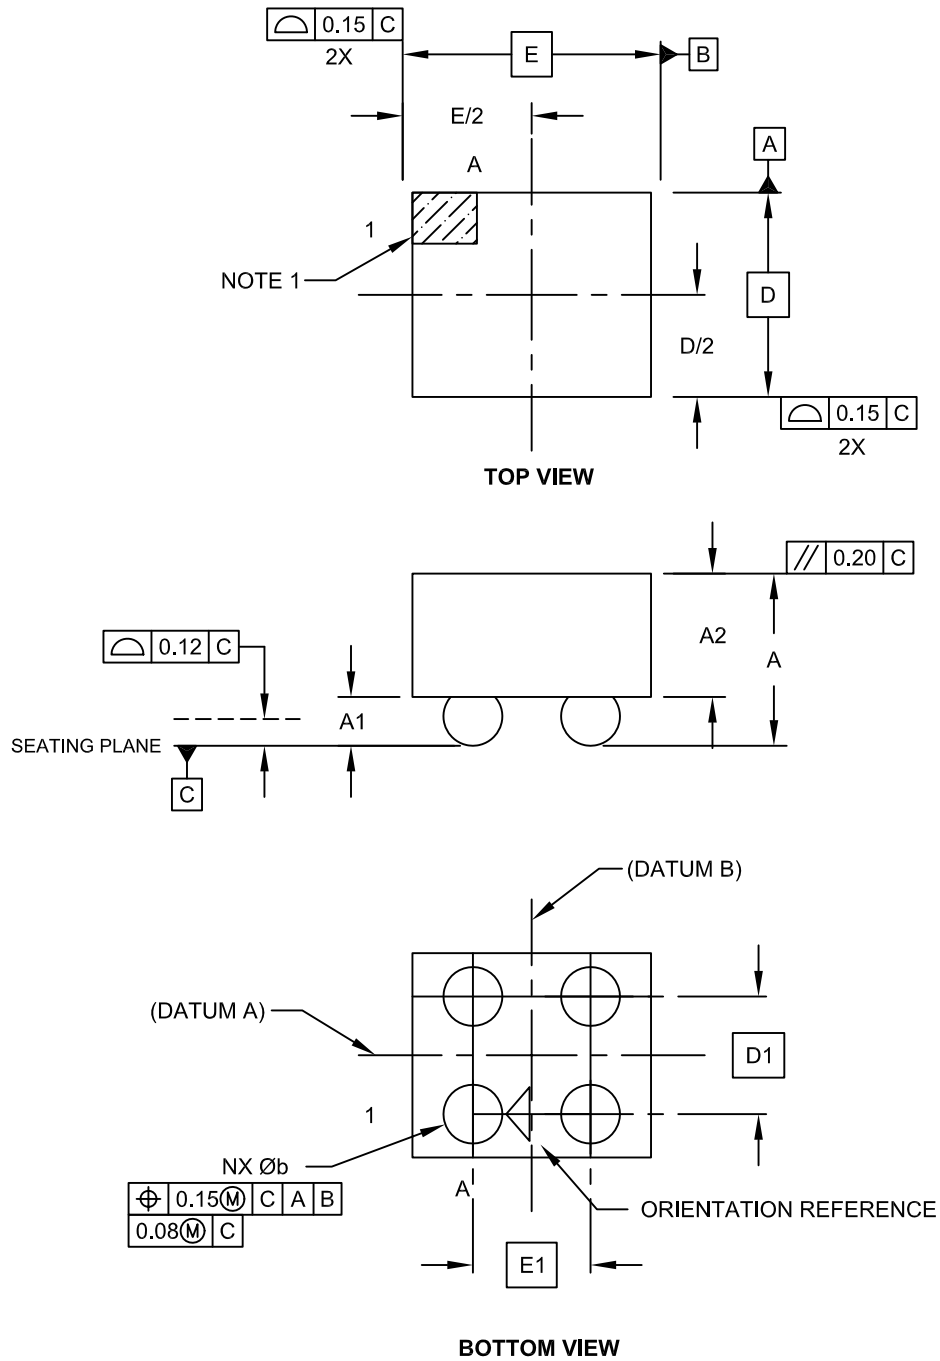 0.15 C
2X
E
B
E/2
A
A
1
NOTE 1
D
D/2
0.15 C
2X
TOP VIEW
// 0.20 C
A2
A
0.12 C
A1
SEATING PLANE
C
(DATUM B)
(DATUM A)
D1
1
NX Øb
⌖ 0.15Ⓜ C A B
0.08Ⓜ C
A
ORIENTATION REFERENCE
E1
BOTTOM VIEW